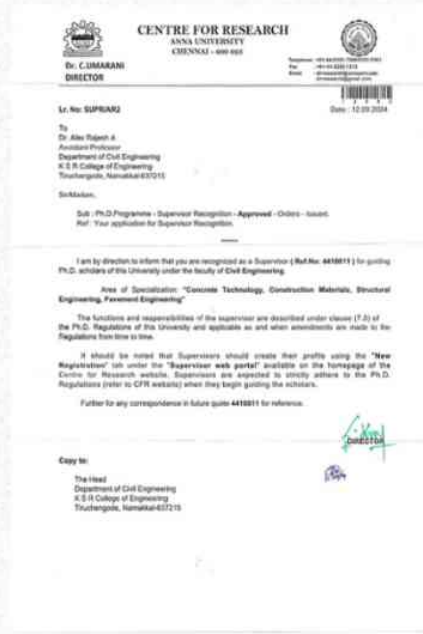 CENTRE FOR RESEARCH
ANNA UNIVERSITY
CHENNAI - 600 025
Dr. C.UMARANI
DIRECTOR
Lr. No: SUPR/AR2
Date : 12.09.2024
To
Dr. Alex Rajesh A
Assistant Professor
Department of Civil Engineering
K S R College of Engineering
Tiruchengode, Namakkal-637215
Sir/Madam,
Sub : Ph.D.Programme - Supervisor Recognition - Approved - Orders - Issued.
Ref : Your application for Supervisor Recognition.
I am by direction to inform that you are recognized as a Supervisor ( Ref.No: 4410011 ) for guiding
Ph.D. scholars of this University under the faculty of Civil Engineering.
Area of Specialization: "Concrete Technology, Construction Materials, Structural
Engineering, Pavement Engineering"
The functions and responsibilities of the supervisor are described under clause (7.0) of
the Ph.D. Regulations of this University and applicable as and when amendments are made to the
Regulations from time to time.
It should be noted that Supervisors should create their profile using the "New
Registration" tab under the "Supervisor web portal" available on the homepage of the
Centre for Research website. Supervisors are expected to strictly adhere to the Ph.D.
Regulations (refer to CFR website) when they begin guiding the scholars.
Further for any correspondence in future quote 4410011 for reference.
DIRECTOR
Copy to:
The Head
Department of Civil Engineering
K S R College of Engineering
Tiruchengode, Namakkal-637215